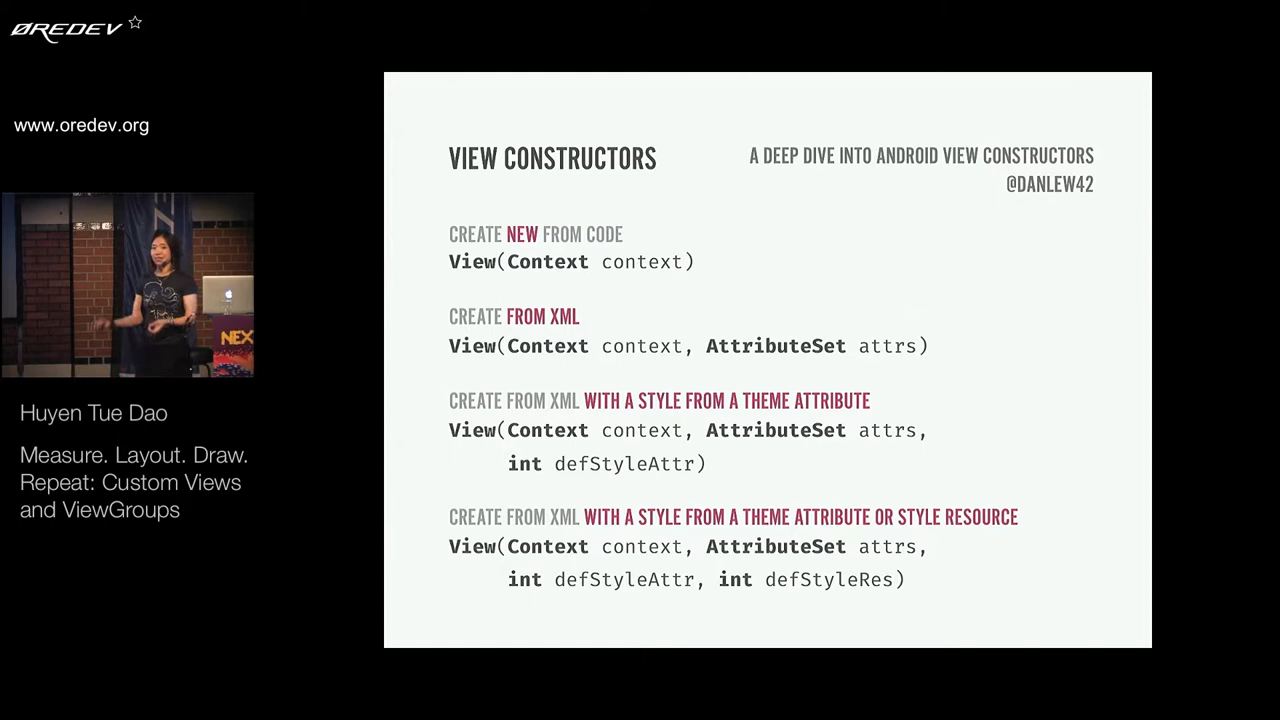 ØREDEV
www.oredev.org
NEX
Huyen Tue Dao
Measure. Layout. Draw.
Repeat: Custom Views
and ViewGroups
VIEW CONSTRUCTORS
A DEEP DIVE INTO ANDROID VIEW CONSTRUCTORS
@DANLEW42
CREATE NEW FROM CODE
View(Context context)
CREATE FROM XML
View(Context context, AttributeSet attrs)
CREATE FROM XML WITH A STYLE FROM A THEME ATTRIBUTE
View(Context context, AttributeSet attrs,
int defStyleAttr)
CREATE FROM XML WITH A STYLE FROM A THEME ATTRIBUTE OR STYLE RESOURCE
View(Context context, AttributeSet attrs,
int defStyleAttr, int defStyleRes)